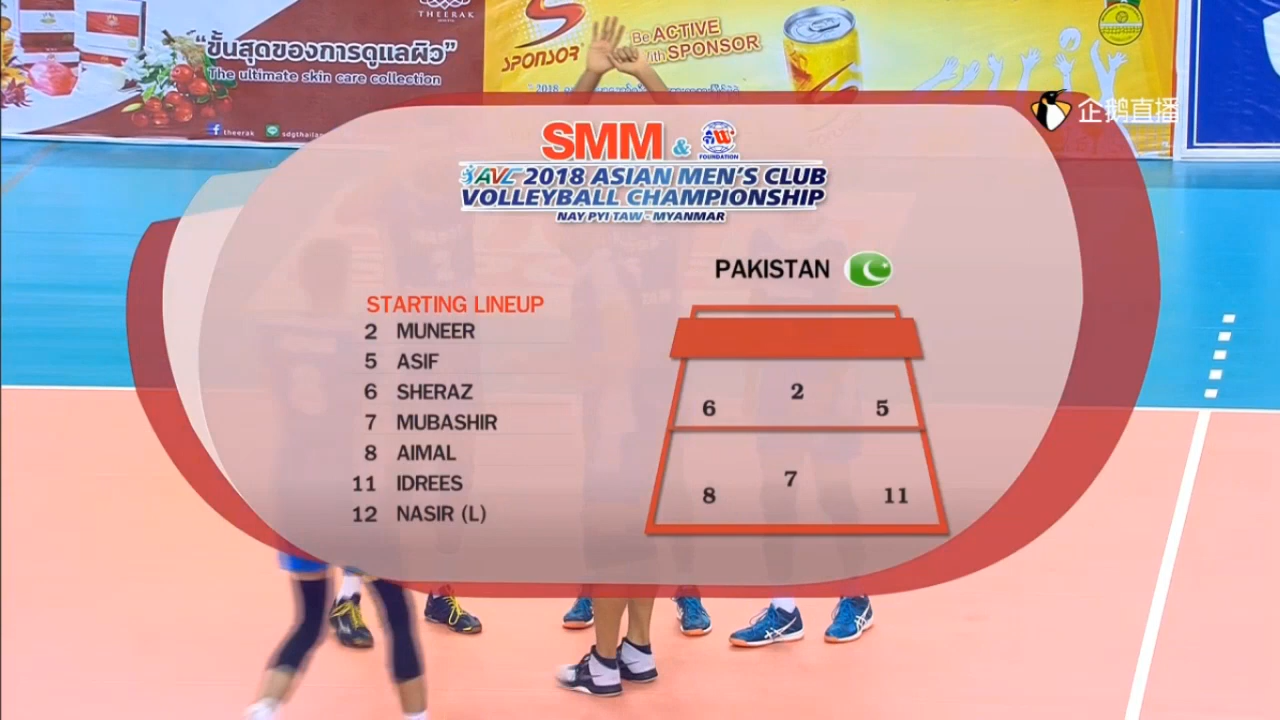 THEERAK
"ขั้นสุดของการดูแลผิว"
The ultimate skin care collection
theerak
sdgthailan
SPONSOR
Be ACTIVE
with SPONSOR
企鹅直播
SMM &
FOUNDATION
AVC 2018 ASIAN MEN'S CLUB
VOLLEYBALL CHAMPIONSHIP
NAY PYI TAW - MYANMAR
PAKISTAN
STARTING LINEUP
2 MUNEER
5 ASIF
6 SHERAZ
7 MUBASHIR
8 AIMAL
11 IDREES
12 NASIR (L)
6 2 5
8 7 11